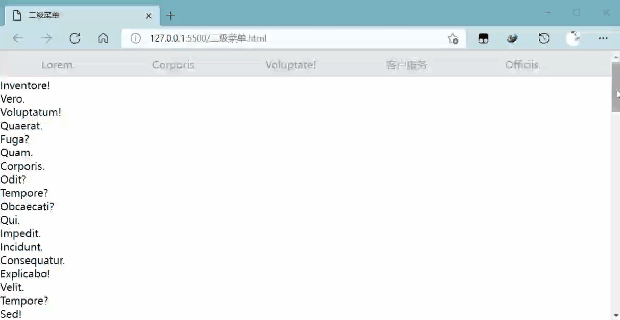 二级菜单
127.0.0.1:5500/二级菜单.html
Lorem. Corporis. Voluptate! 客户服务 Officiis.
Inventore!
Vero.
Voluptatum!
Quaerat.
Fuga?
Quam.
Corporis.
Odit?
Tempore?
Obcaecati?
Qui.
Impedit.
Incidunt.
Consequatur.
Explicabo!
Velit.
Tempore?
Sed!